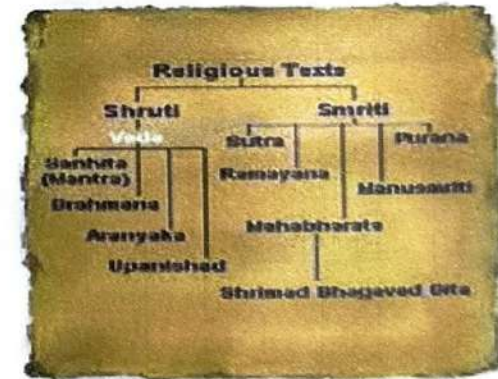 Religious Texts
Shruti Smriti
Veda
Sutra Purana
Sanhita
(Mantra)
Ramayana
Manusmriti
Brahmana
Aranyaka
Mahabharata
Upanishad
Shrimad Bhagavad Gita